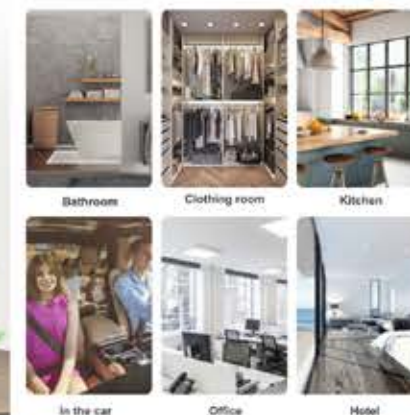 Bathroom
Clothing room
Kitchen
In the car
Office
Hotel